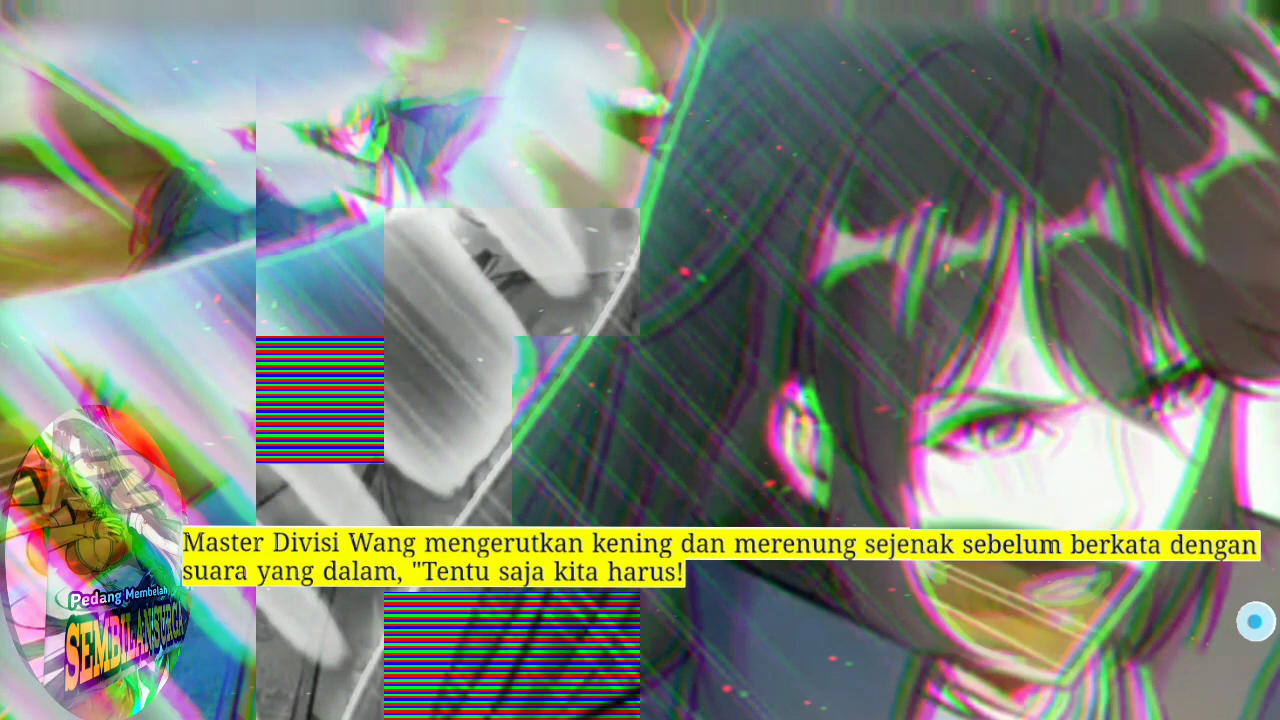 Master Divisi Wang mengerutkan kening dan merenung sejenak sebelum berkata dengan
suara yang dalam, "Tentu saja kita harus!
Pedang Membelah
SEMBILAN SURGA